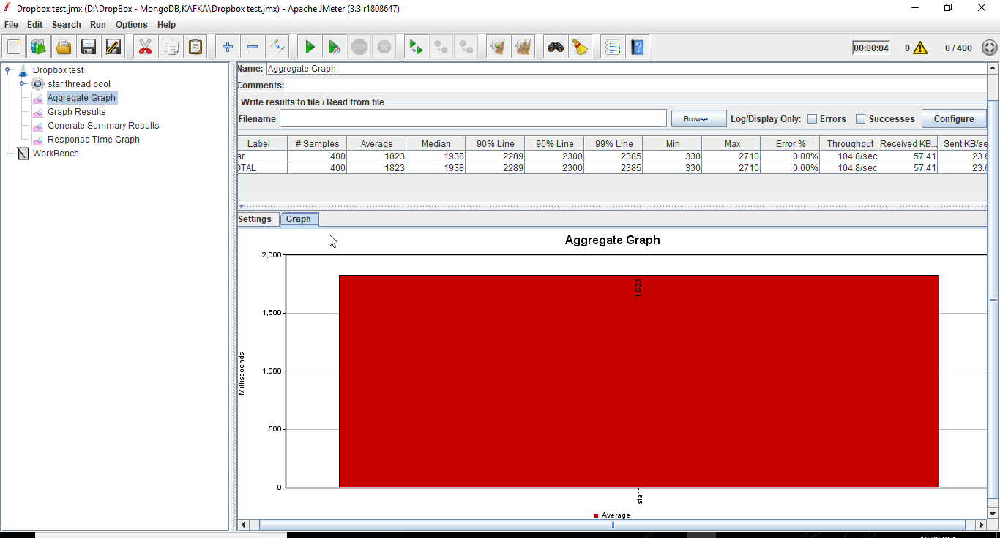 Dropbox test.jmx (D:\DropBox - MongoDB,KAFKA\Dropbox test.jmx) - Apache JMeter (3.3 r1808647)
File Edit Search Run Options Help
00:00:04 0 0 / 400
Dropbox test
star thread pool
Aggregate Graph
Graph Results
Generate Summary Results
Response Time Graph
WorkBench
Name: Aggregate Graph
Comments:
Write results to file / Read from file
Filename Browse... Log/Display Only: Errors Successes Configure
Label # Samples Average Median 90% Line 95% Line 99% Line Min Max Error % Throughput Received KB... Sent KB/se
ar 400 1823 1938 2289 2300 2385 330 2710 0.00% 104.8/sec 57.41 23.6
OTAL 400 1823 1938 2289 2300 2385 330 2710 0.00% 104.8/sec 57.41 23.6
Settings Graph
Aggregate Graph
2,000
1,500
1,000
500
0
Milliseconds
1,823
star
Average